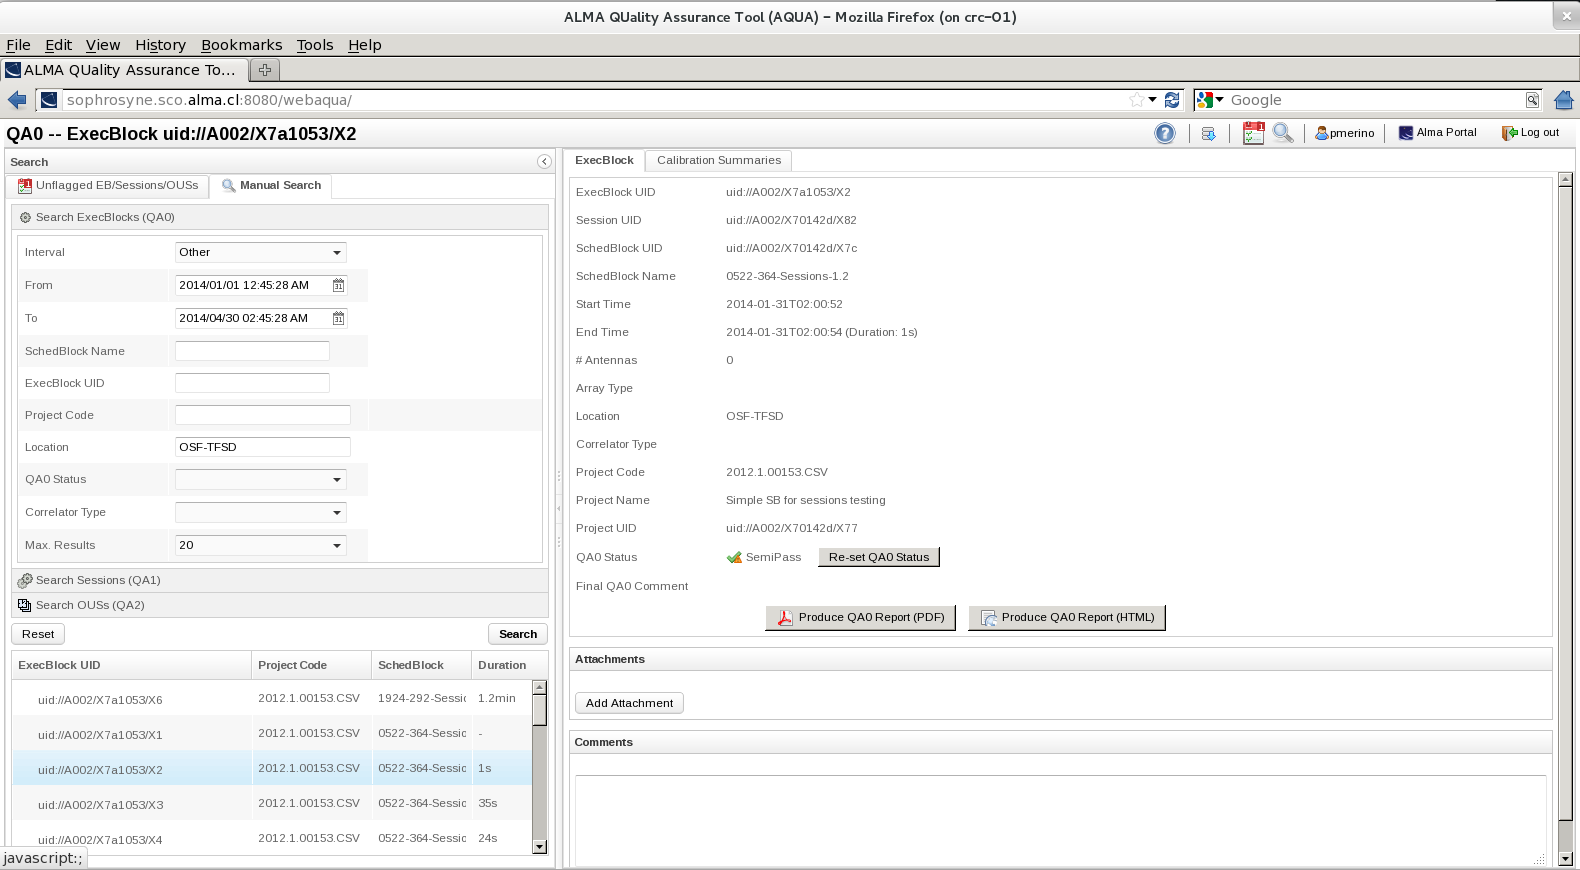 ALMA QUality Assurance Tool (AQUA) - Mozilla Firefox (on crc-01)
File Edit View History Bookmarks Tools Help
ALMA QUality Assurance To...
sophrosyne.sco.alma.cl:8080/webaqua/
Google
QA0 -- ExecBlock uid://A002/X7a1053/X2
pmerino
Alma Portal
Log out
Search
Unflagged EB/Sessions/OUSs
Manual Search
Search ExecBlocks (QA0)
Interval Other
From 2014/01/01 12:45:28 AM
To 2014/04/30 02:45:28 AM
SchedBlock Name
ExecBlock UID
Project Code
Location OSF-TFSD
QA0 Status
Correlator Type
Max. Results 20
Search Sessions (QA1)
Search OUSs (QA2)
Reset Search
ExecBlock UID Project Code SchedBlock Duration
uid://A002/X7a1053/X6 2012.1.00153.CSV 1924-292-Sessic 1.2min
uid://A002/X7a1053/X1 2012.1.00153.CSV 0522-364-Sessic -
uid://A002/X7a1053/X2 2012.1.00153.CSV 0522-364-Sessic 1s
uid://A002/X7a1053/X3 2012.1.00153.CSV 0522-364-Sessic 35s
uid://A002/X7a1053/X4 2012.1.00153.CSV 0522-364-Sessic 24s
javascript:;
ExecBlock Calibration Summaries
ExecBlock UID uid://A002/X7a1053/X2
Session UID uid://A002/X70142d/X82
SchedBlock UID uid://A002/X70142d/X7c
SchedBlock Name 0522-364-Sessions-1.2
Start Time 2014-01-31T02:00:52
End Time 2014-01-31T02:00:54 (Duration: 1s)
# Antennas 0
Array Type
Location OSF-TFSD
Correlator Type
Project Code 2012.1.00153.CSV
Project Name Simple SB for sessions testing
Project UID uid://A002/X70142d/X77
QA0 Status SemiPass Re-set QA0 Status
Final QA0 Comment
Produce QA0 Report (PDF) Produce QA0 Report (HTML)
Attachments
Add Attachment
Comments